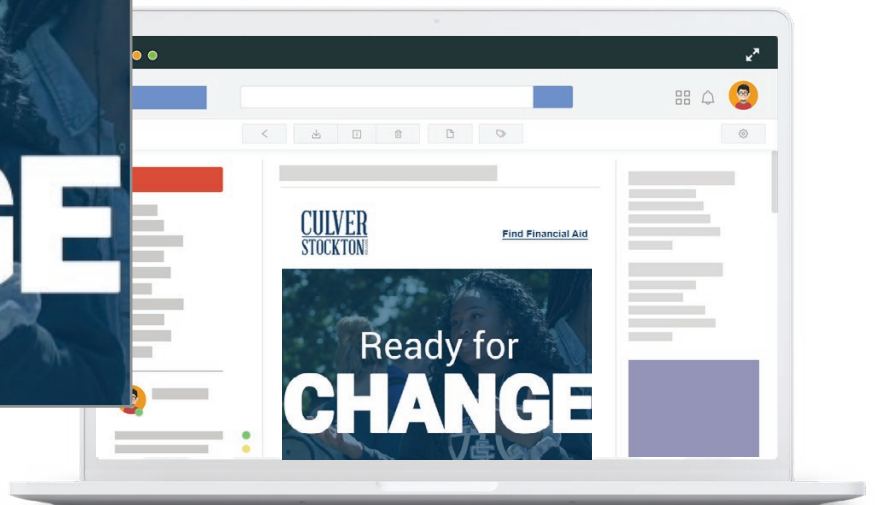 GE
CULVER
STOCKTON
Find Financial Aid
Ready for
CHANGE